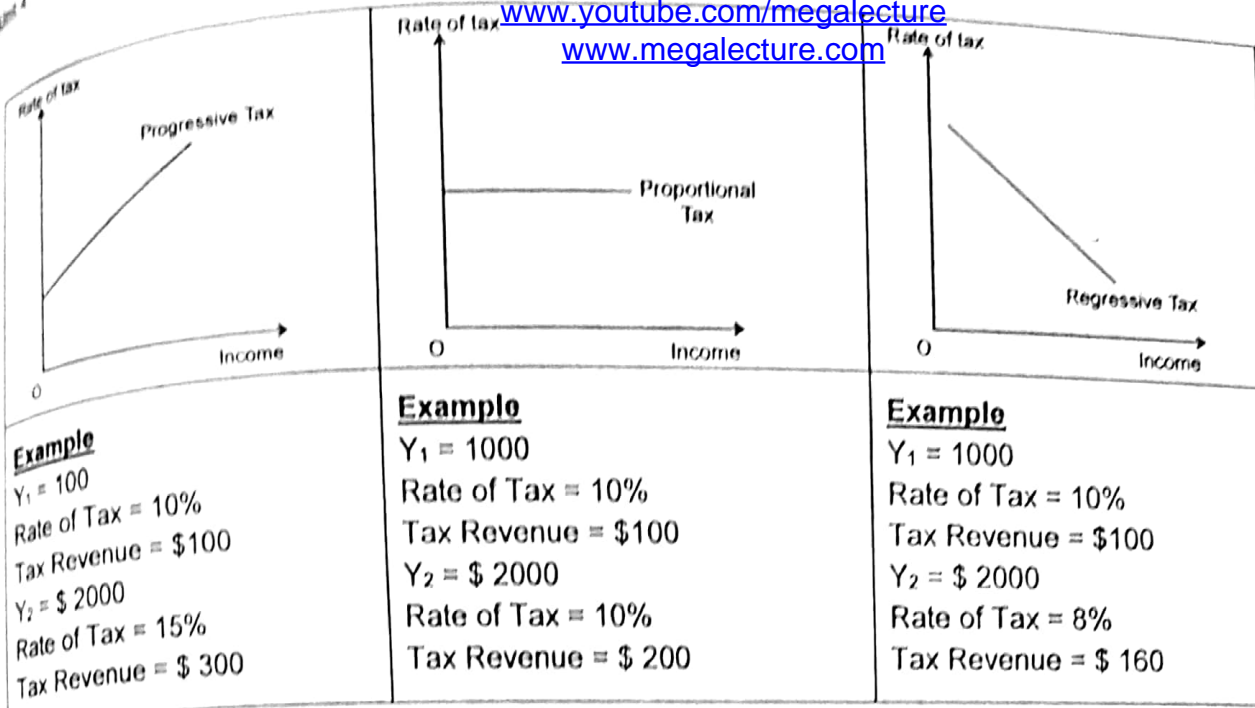 www.youtube.com/megalecture
www.megalecture.com
Rate of tax
Progressive Tax
Income
0
Example
Y₁ = 100
Rate of Tax = 10%
Tax Revenue = $100
Y₂ = $ 2000
Rate of Tax = 15%
Tax Revenue = $ 300
Rate of tax
Proportional
Tax
O
Income
Example
Y₁ = 1000
Rate of Tax = 10%
Tax Revenue = $100
Y₂ = $ 2000
Rate of Tax = 10%
Tax Revenue = $ 200
Rate of tax
Regressive Tax
O
Income
Example
Y₁ = 1000
Rate of Tax = 10%
Tax Revenue = $100
Y₂ = $ 2000
Rate of Tax = 8%
Tax Revenue = $ 160